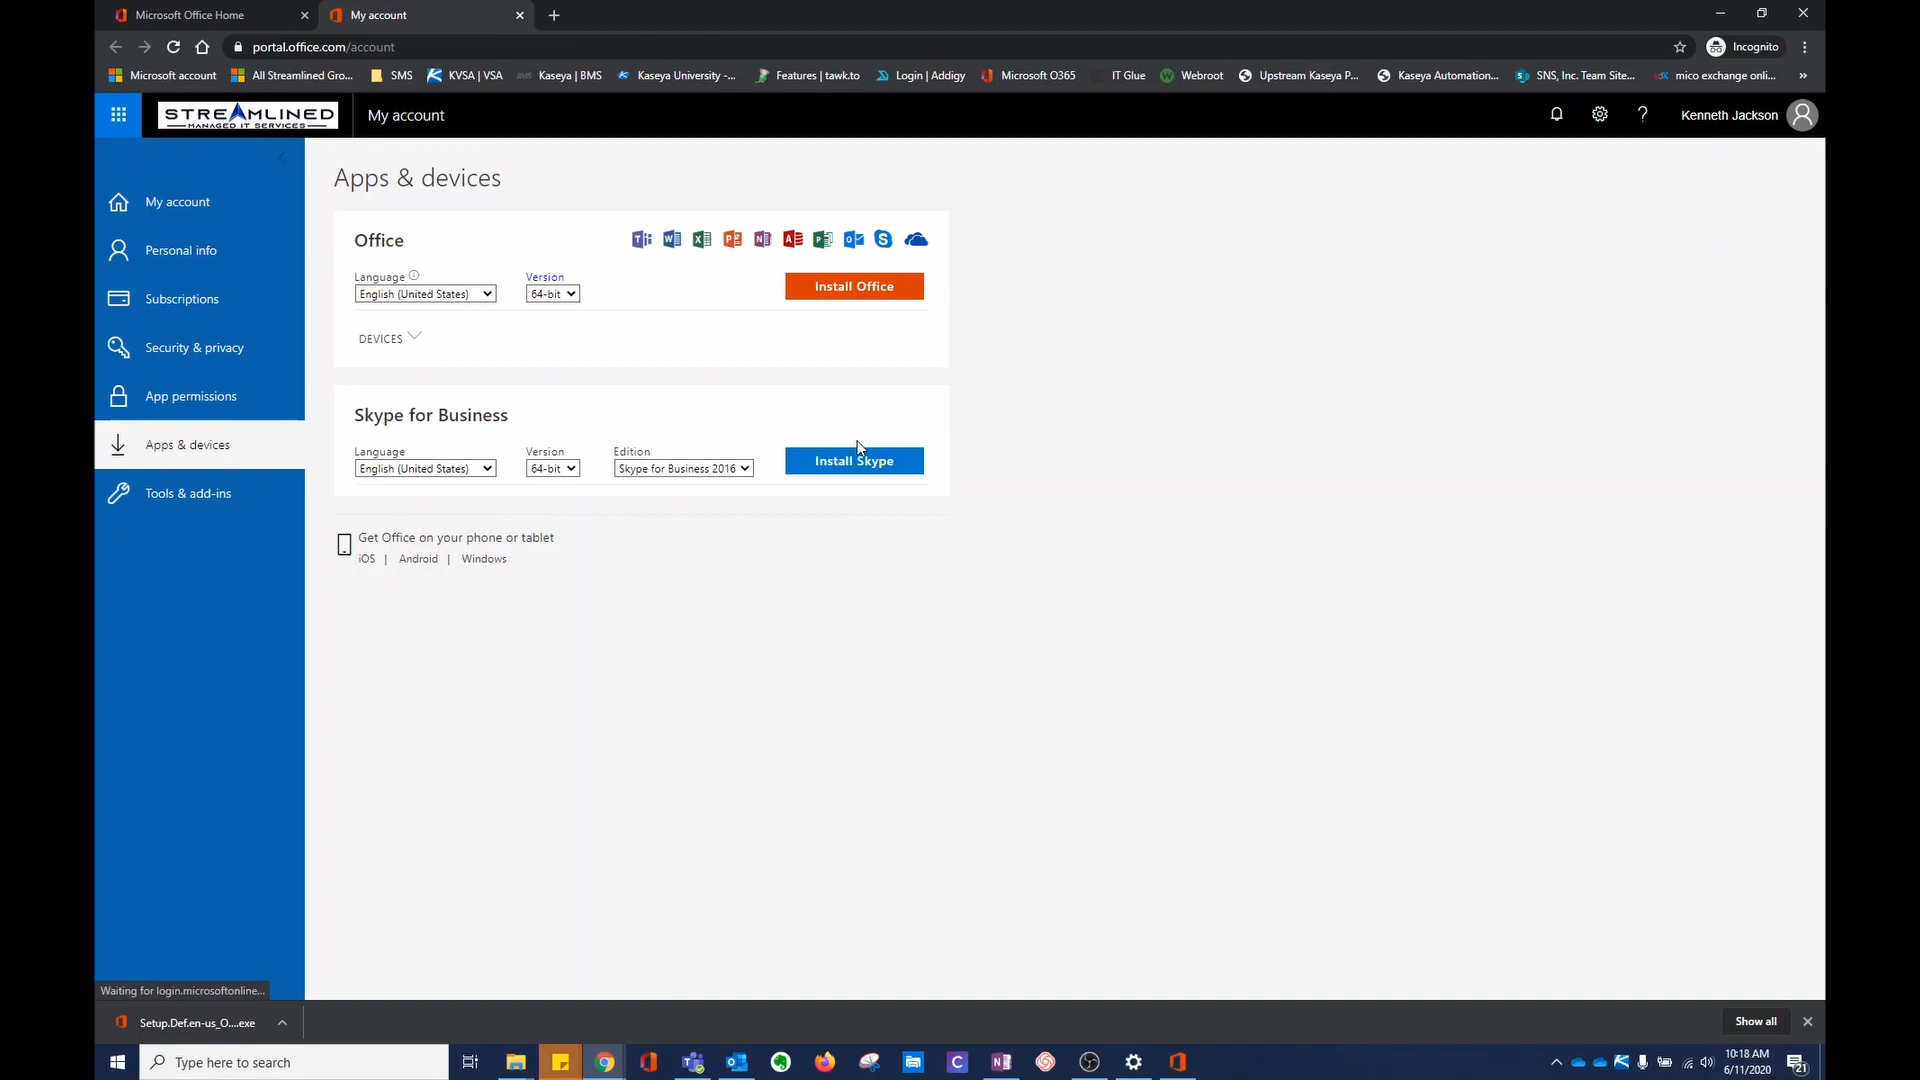 Microsoft Office Home
My account
portal.office.com/account
Incognito
Microsoft account
All Streamlined Gro...
SMS
KVSA | VSA
Kaseya | BMS
Kaseya University -...
Features | tawk.to
Login | Addigy
Microsoft O365
IT Glue
Webroot
Upstream Kaseya P...
Kaseya Automation...
SNS, Inc. Team Site...
mico exchange onli...
»
STREAMLINED
MANAGED IT SERVICES
My account
?
Kenneth Jackson
My account
Personal info
Subscriptions
Security & privacy
App permissions
Apps & devices
Tools & add-ins
Apps & devices
Office
Language
Version
English (United States)
64-bit
Install Office
DEVICES
Skype for Business
Language
Version
Edition
English (United States)
64-bit
Skype for Business 2016
Install Skype
Get Office on your phone or tablet
iOS | Android | Windows
Waiting for login.microsoftonline...
Setup.Def.en-us_O....exe
Show all
Type here to search
10:18 AM
6/11/2020
21